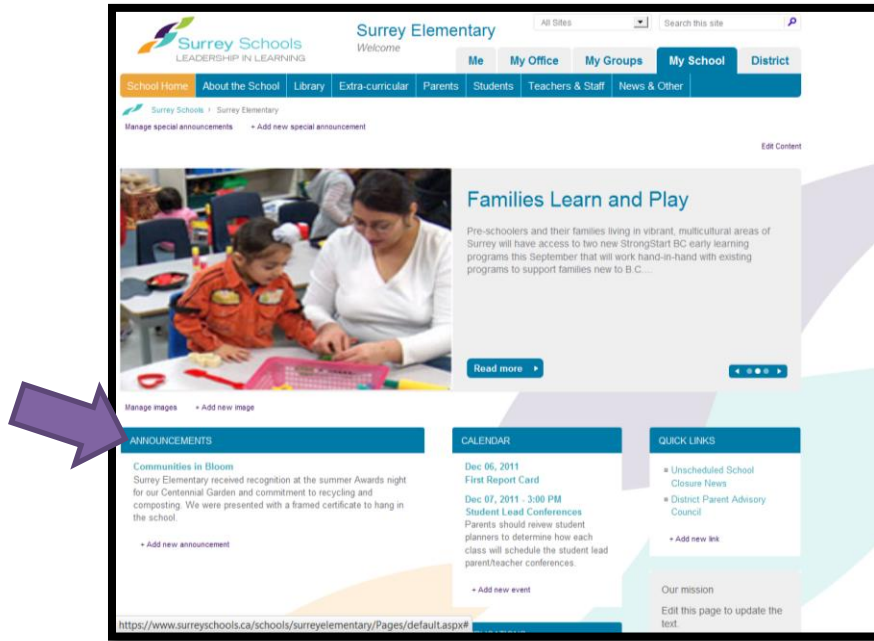 Surrey Schools
LEADERSHIP IN LEARNING
Surrey Elementary
Welcome
All Sites
Search this site
Me
My Office
My Groups
My School
District
School Home
About the School
Library
Extra-curricular
Parents
Students
Teachers & Staff
News & Other
Surrey Schools › Surrey Elementary
Manage special announcements
+ Add new special announcement
Edit Content
Families Learn and Play
Pre-schoolers and their families living in vibrant, multicultural areas of
Surrey will have access to two new StrongStart BC early learning
programs this September that will work hand-in-hand with existing
programs to support families new to B.C....
Read more
Manage images
+ Add new image
ANNOUNCEMENTS
Communities in Bloom
Surrey Elementary received recognition at the summer Awards night
for our Centennial Garden and commitment to recycling and
composting. We were presented with a framed certificate to hang in
the school.
+ Add new announcement
CALENDAR
Dec 06, 2011
First Report Card
Dec 07, 2011 - 3:00 PM
Student Lead Conferences
Parents should reivew student
planners to determine how each
class will schedule the student lead
parent/teacher conferences.
+ Add new event
QUICK LINKS
Unscheduled School
Closure News
District Parent Advisory
Council
+ Add new link
Our mission
Edit this page to update the
text.
https://www.surreyschools.ca/schools/surreyelementary/Pages/default.aspx#